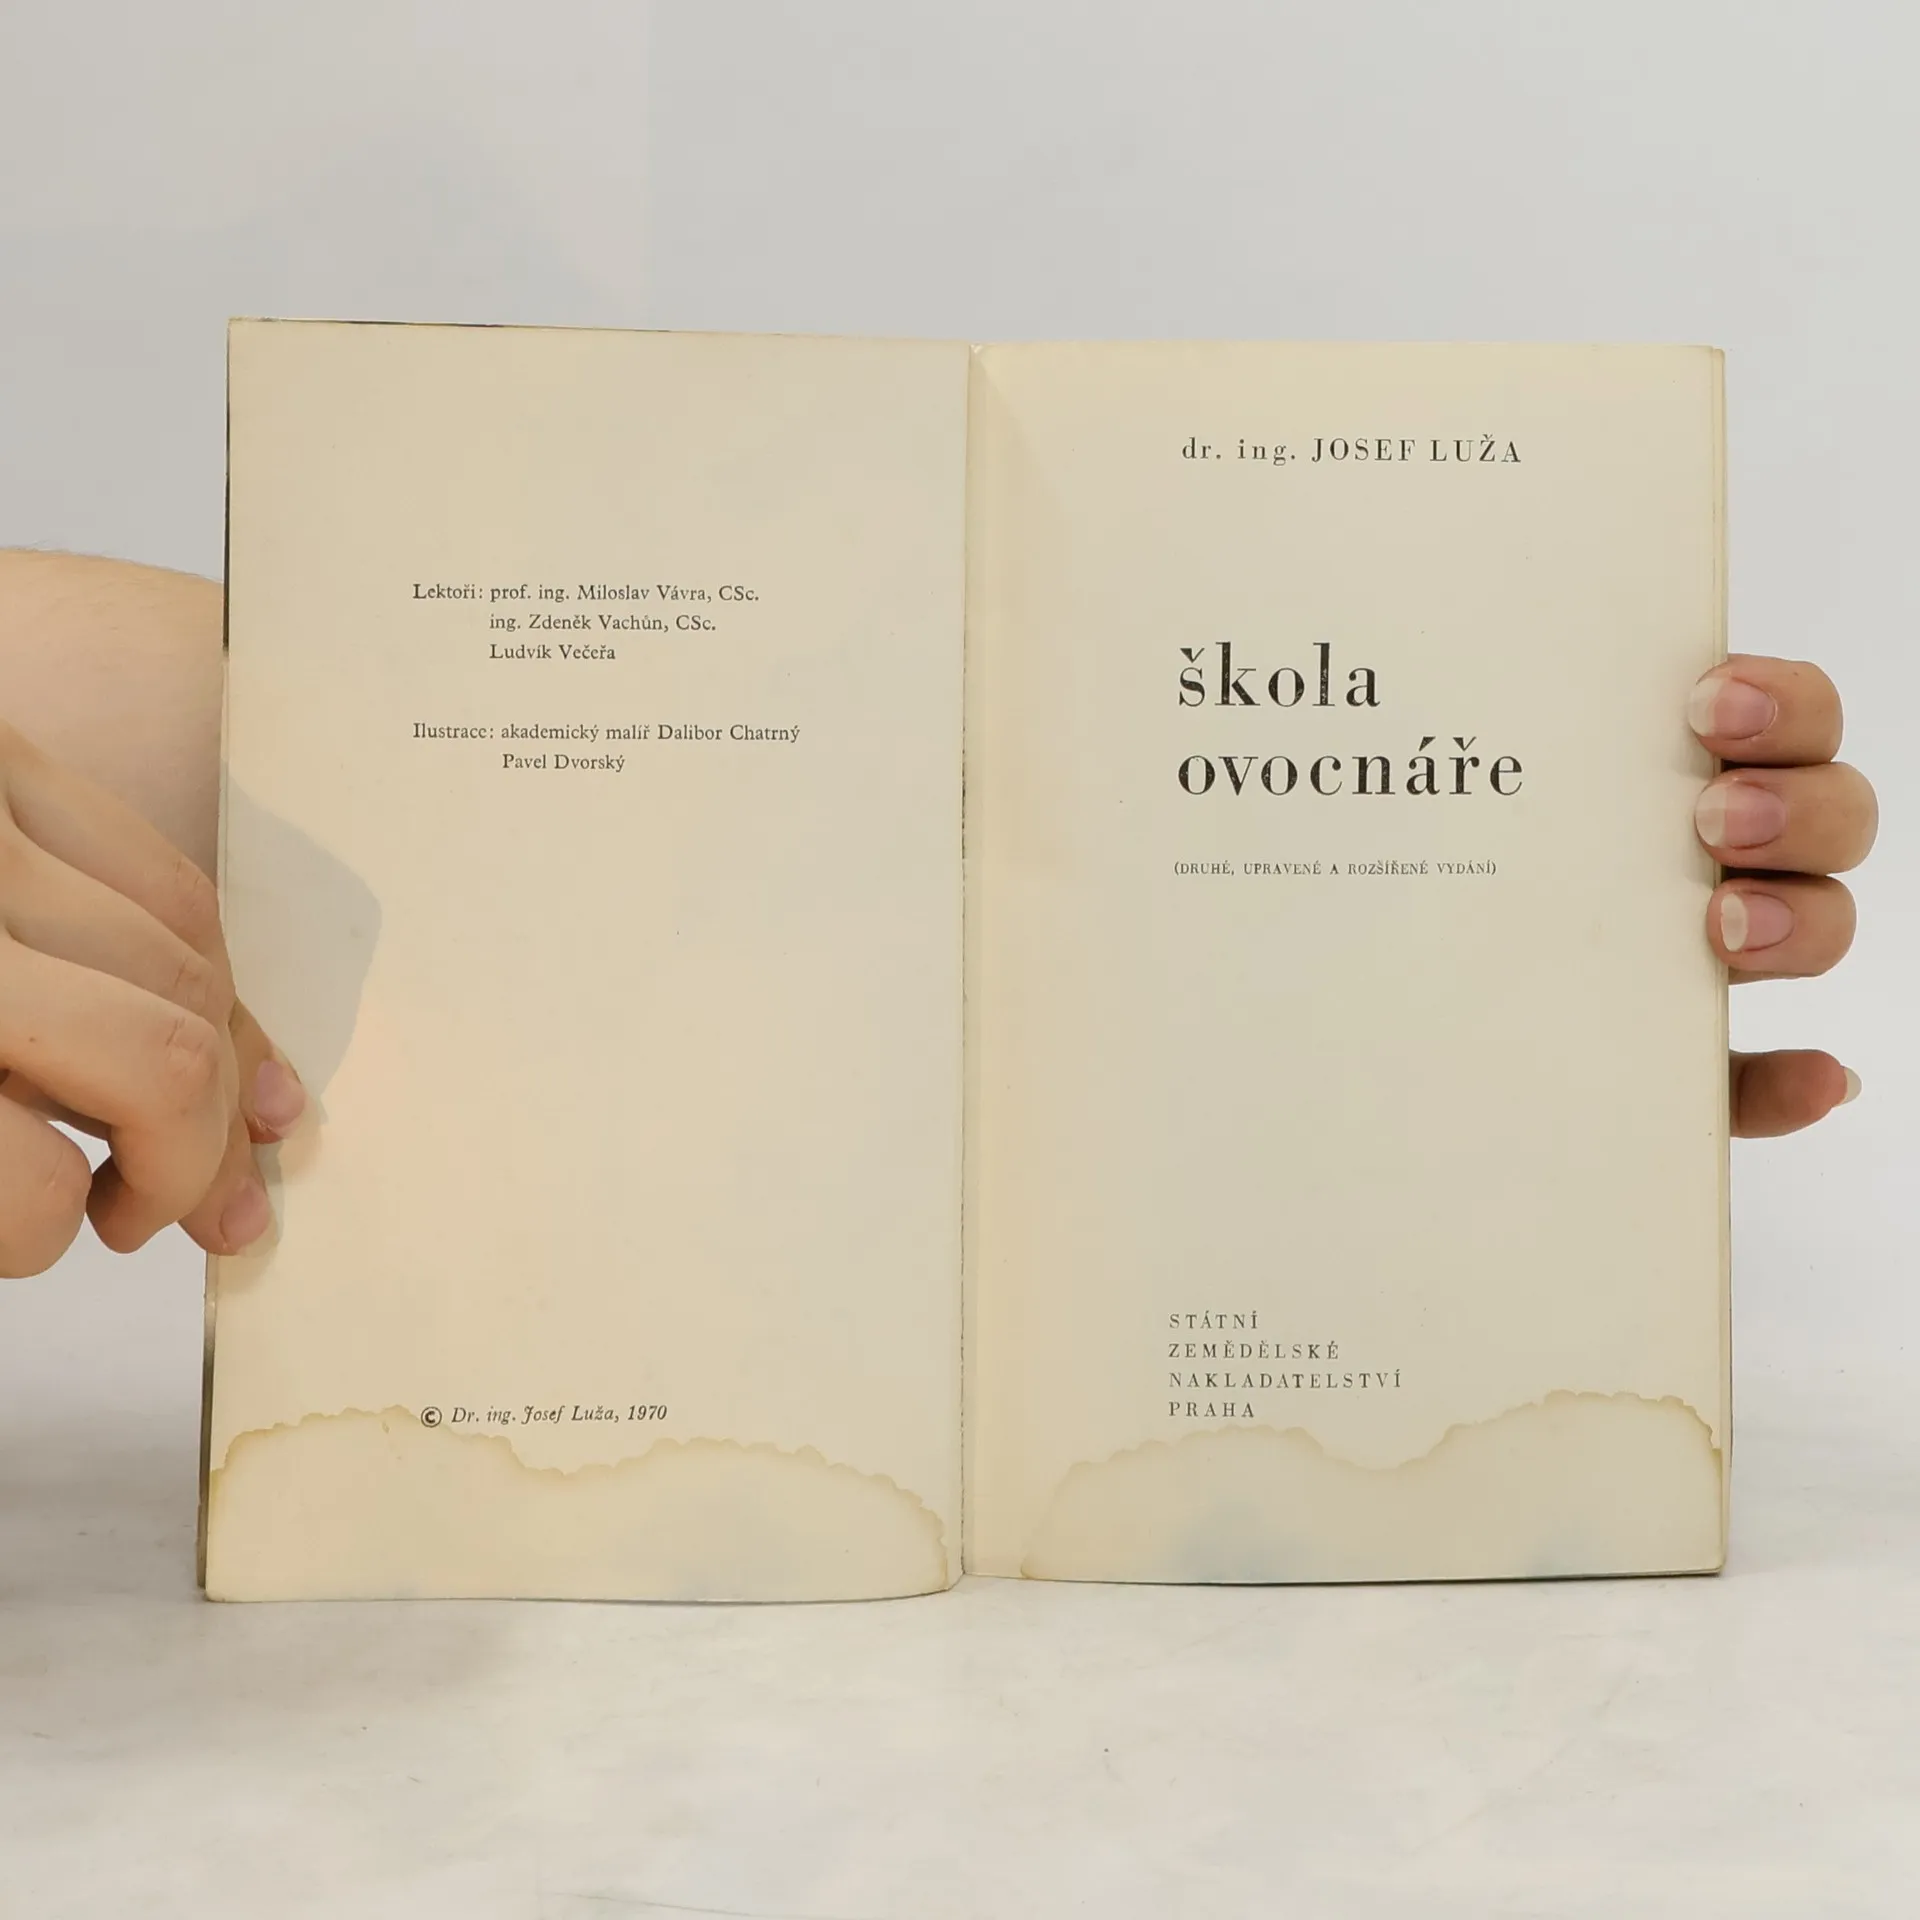 Lektoři: prof. ing. Miloslav Vávra, CSc.
ing. Zdeněk Vachůn, CSc.
Ludvík Večeřa
Ilustrace: akademický malíř Dalibor Chatrný
Pavel Dvorský
© Dr. ing. Josef Luža, 1970
dr. ing. JOSEF LUŽA
škola
ovocnáře
(DRUHÉ, UPRAVENÉ A ROZŠÍŘENÉ VYDÁNÍ)
STÁTNÍ
ZEMĚDĚLSKÉ
NAKLADATELSTVÍ
PRAHA